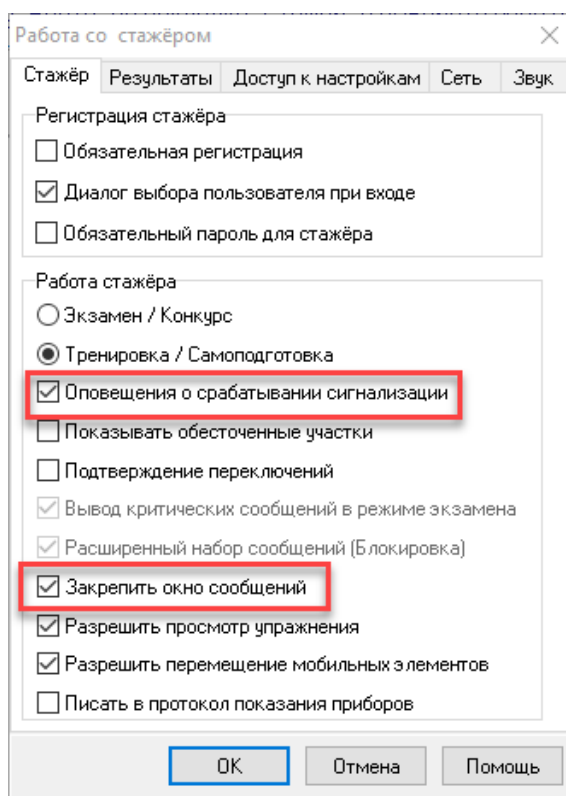 Работа со стажёром
Стажёр Результаты Доступ к настройкам Сеть Звук
Регистрация стажёра
Обязательная регистрация
Диалог выбора пользователя при входе
Обязательный пароль для стажёра
Работа стажёра
Экзамен / Конкурс
Тренировка / Самоподготовка
Оповещения о срабатывании сигнализации
Показывать обесточенные участки
Подтверждение переключений
Вывод критических сообщений в режиме экзамена
Расширенный набор сообщений (Блокировка)
Закрепить окно сообщений
Разрешить просмотр упражнения
Разрешить перемещение мобильных элементов
Писать в протокол показания приборов
OK Отмена Помощь